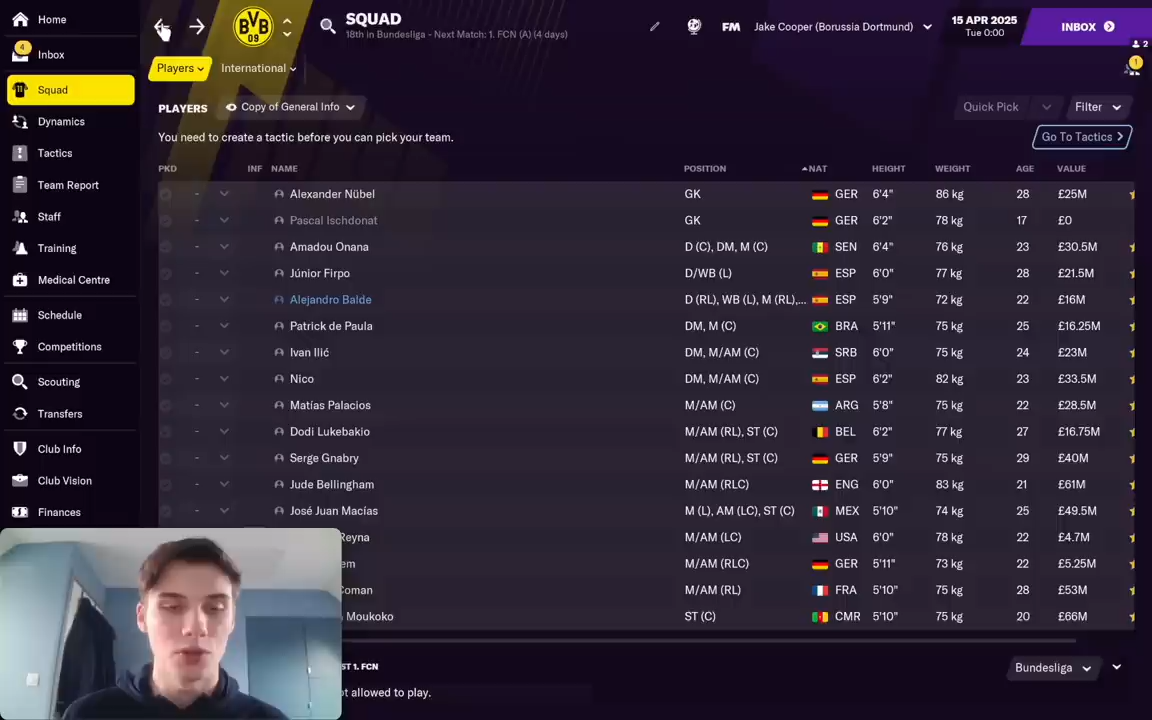 Home
4
Inbox
Squad
Dynamics
Tactics
Team Report
Staff
Training
Medical Centre
Schedule
Competitions
Scouting
Transfers
Club Info
Club Vision
Finances
BVB
09
SQUAD
18th in Bundesliga - Next Match: 1. FCN (A) (4 days)
FM
Jake Cooper (Borussia Dortmund)
15 APR 2025
Tue 0:00
INBOX
2
1
Players
International
PLAYERS
Copy of General Info
Quick Pick
Filter
You need to create a tactic before you can pick your team.
Go To Tactics
PKD INF NAME POSITION NAT HEIGHT WEIGHT AGE VALUE
- Alexander Nübel GK GER 6'4" 86 kg 28 £25M
- Pascal Ischdonat GK GER 6'2" 78 kg 17 £0
- Amadou Onana D (C), DM, M (C) SEN 6'4" 76 kg 23 £30.5M
- Júnior Firpo D/WB (L) ESP 6'0" 77 kg 28 £21.5M
- Alejandro Balde D (RL), WB (L), M (RL),... ESP 5'9" 72 kg 22 £16M
- Patrick de Paula DM, M (C) BRA 5'11" 75 kg 25 £16.25M
- Ivan Ilić DM, M/AM (C) SRB 6'0" 75 kg 24 £23M
- Nico DM, M/AM (C) ESP 6'2" 82 kg 23 £33.5M
- Matías Palacios M/AM (C) ARG 5'8" 75 kg 22 £28.5M
- Dodi Lukebakio M/AM (RL), ST (C) BEL 6'2" 77 kg 27 £16.75M
- Serge Gnabry M/AM (RL), ST (C) GER 5'9" 75 kg 29 £40M
- Jude Bellingham M/AM (RLC) ENG 6'0" 83 kg 21 £61M
- José Juan Macías M (L), AM (LC), ST (C) MEX 5'10" 74 kg 25 £49.5M
Reyna M/AM (LC) USA 6'0" 78 kg 22 £4.7M
em M/AM (RLC) GER 5'11" 73 kg 22 £5.25M
Coman M/AM (RL) FRA 5'10" 75 kg 28 £53M
Moukoko ST (C) CMR 5'10" 75 kg 20 £66M
ST 1. FCN
Bundesliga
ot allowed to play.